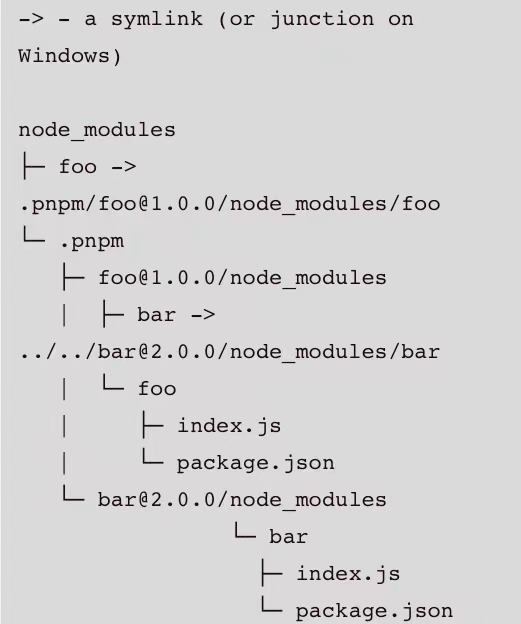 -> - a symlink (or junction on
Windows)

node_modules
├─ foo ->
.pnpm/foo@1.0.0/node_modules/foo
└─ .pnpm
   ├─ foo@1.0.0/node_modules
   |  ├─ bar ->
../../bar@2.0.0/node_modules/bar
   |  └─ foo
   |     ├─ index.js
   |     └─ package.json
   └─ bar@2.0.0/node_modules
                └─ bar
                  ├─ index.js
                  └─ package.json